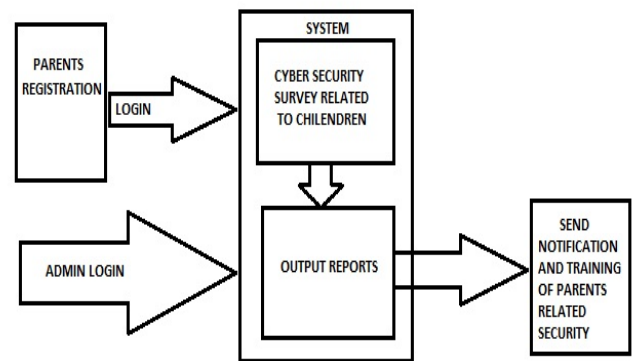 PARENTS
REGISTRATION
LOGIN
SYSTEM
CYBER SECURITY
SURVEY RELATED
TO CHILENDREN
ADMIN LOGIN
OUTPUT REPORTS
SEND
NOTIFICATION
AND TRAINING
OF PARENTS
RELATED
SECURITY